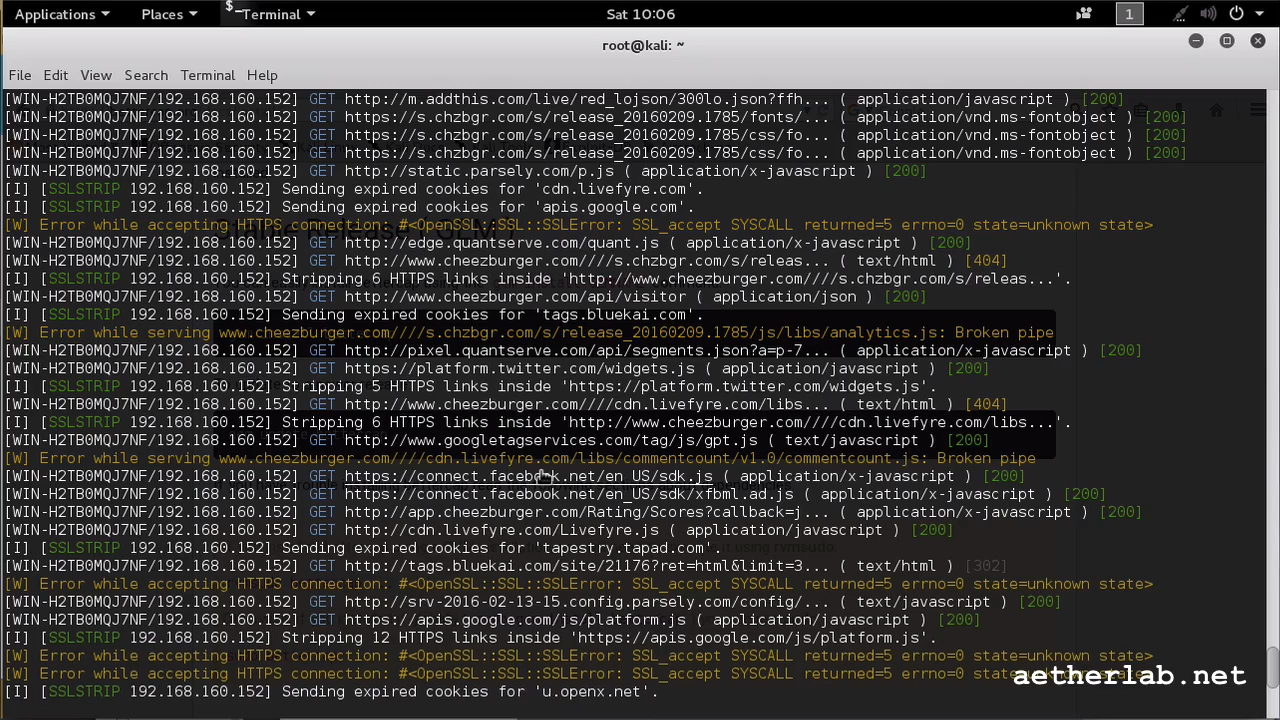 Applications Places Terminal Sat 10:06 1
root@kali: ~
File Edit View Search Terminal Help
[WIN-H2TB0MQJ7NF/192.168.160.152] GET http://m.addthis.com/live/red_lojson/300lo.json?ffh... ( application/javascript ) [200]
[WIN-H2TB0MQJ7NF/192.168.160.152] GET https://s.chzbgr.com/s/release_20160209.1785/fonts/... ( application/vnd.ms-fontobject ) [200]
[WIN-H2TB0MQJ7NF/192.168.160.152] GET https://s.chzbgr.com/s/release_20160209.1785/css/fo... ( application/vnd.ms-fontobject ) [200]
[WIN-H2TB0MQJ7NF/192.168.160.152] GET https://s.chzbgr.com/s/release_20160209.1785/css/fo... ( application/vnd.ms-fontobject ) [200]
[WIN-H2TB0MQJ7NF/192.168.160.152] GET http://static.parsely.com/p.js ( application/x-javascript ) [200]
[I] [SSLSTRIP 192.168.160.152] Sending expired cookies for 'cdn.livefyre.com'.
[I] [SSLSTRIP 192.168.160.152] Sending expired cookies for 'apis.google.com'.
[W] Error while accepting HTTPS connection: #<OpenSSL::SSL::SSLError: SSL_accept SYSCALL returned=5 errno=0 state=unknown state>
[WIN-H2TB0MQJ7NF/192.168.160.152] GET http://edge.quantserve.com/quant.js ( application/x-javascript ) [200]
[WIN-H2TB0MQJ7NF/192.168.160.152] GET http://www.cheezburger.com////s.chzbgr.com/s/releas... ( text/html ) [404]
[I] [SSLSTRIP 192.168.160.152] Stripping 6 HTTPS links inside 'http://www.cheezburger.com////s.chzbgr.com/s/releas...'.
[WIN-H2TB0MQJ7NF/192.168.160.152] GET http://www.cheezburger.com/api/visitor ( application/json ) [200]
[I] [SSLSTRIP 192.168.160.152] Sending expired cookies for 'tags.bluekai.com'.
[W] Error while serving www.cheezburger.com////s.chzbgr.com/s/release_20160209.1785/js/libs/analytics.js: Broken pipe
[WIN-H2TB0MQJ7NF/192.168.160.152] GET http://pixel.quantserve.com/api/segments.json?a=p-7... ( application/x-javascript ) [200]
[WIN-H2TB0MQJ7NF/192.168.160.152] GET https://platform.twitter.com/widgets.js ( application/javascript ) [200]
[I] [SSLSTRIP 192.168.160.152] Stripping 2 HTTPS links inside 'https://platform.twitter.com/widgets.js'.
[WIN-H2TB0MQJ7NF/192.168.160.152] GET http://www.cheezburger.com////cdn.livefyre.com/libs... ( text/html ) [404]
[I] [SSLSTRIP 192.168.160.152] Stripping 6 HTTPS links inside 'http://www.cheezburger.com////cdn.livefyre.com/libs...'.
[WIN-H2TB0MQJ7NF/192.168.160.152] GET http://www.googletagservices.com/tag/js/gpt.js ( text/javascript ) [200]
[W] Error while serving www.cheezburger.com////cdn.livefyre.com/libs/commentcount/v1.0/commentcount.js: Broken pipe
[WIN-H2TB0MQJ7NF/192.168.160.152] GET https://connect.facebook.net/en_US/sdk.js ( application/x-javascript ) [200]
[WIN-H2TB0MQJ7NF/192.168.160.152] GET https://connect.facebook.net/en_US/sdk/xfbml.ad.js ( application/x-javascript ) [200]
[WIN-H2TB0MQJ7NF/192.168.160.152] GET http://app.cheezburger.com/Rating/Scores?callback=j... ( application/x-javascript ) [200]
[WIN-H2TB0MQJ7NF/192.168.160.152] GET http://cdn.livefyre.com/Livefyre.js ( application/javascript ) [200]
[I] [SSLSTRIP 192.168.160.152] Sending expired cookies for 'tapestry.tapad.com'.
[WIN-H2TB0MQJ7NF/192.168.160.152] GET http://tags.bluekai.com/site/21176?ret=html&limit=3... ( text/html ) [302]
[W] Error while accepting HTTPS connection: #<OpenSSL::SSL::SSLError: SSL_accept SYSCALL returned=5 errno=0 state=unknown state>
[WIN-H2TB0MQJ7NF/192.168.160.152] GET http://srv-2016-02-13-15.config.parsely.com/config/... ( text/javascript ) [200]
[WIN-H2TB0MQJ7NF/192.168.160.152] GET https://apis.google.com/js/platform.js ( application/javascript ) [200]
[I] [SSLSTRIP 192.168.160.152] Stripping 12 HTTPS links inside 'https://apis.google.com/js/platform.js'.
[W] Error while accepting HTTPS connection: #<OpenSSL::SSL::SSLError: SSL_accept SYSCALL returned=5 errno=0 state=unknown state>
[W] Error while accepting HTTPS connection: #<OpenSSL::SSL::SSLError: SSL_accept SYSCALL returned=5 errno=0 state=unknown state>
[I] [SSLSTRIP 192.168.160.152] Sending expired cookies for 'u.openx.net'.
aetherlab.net